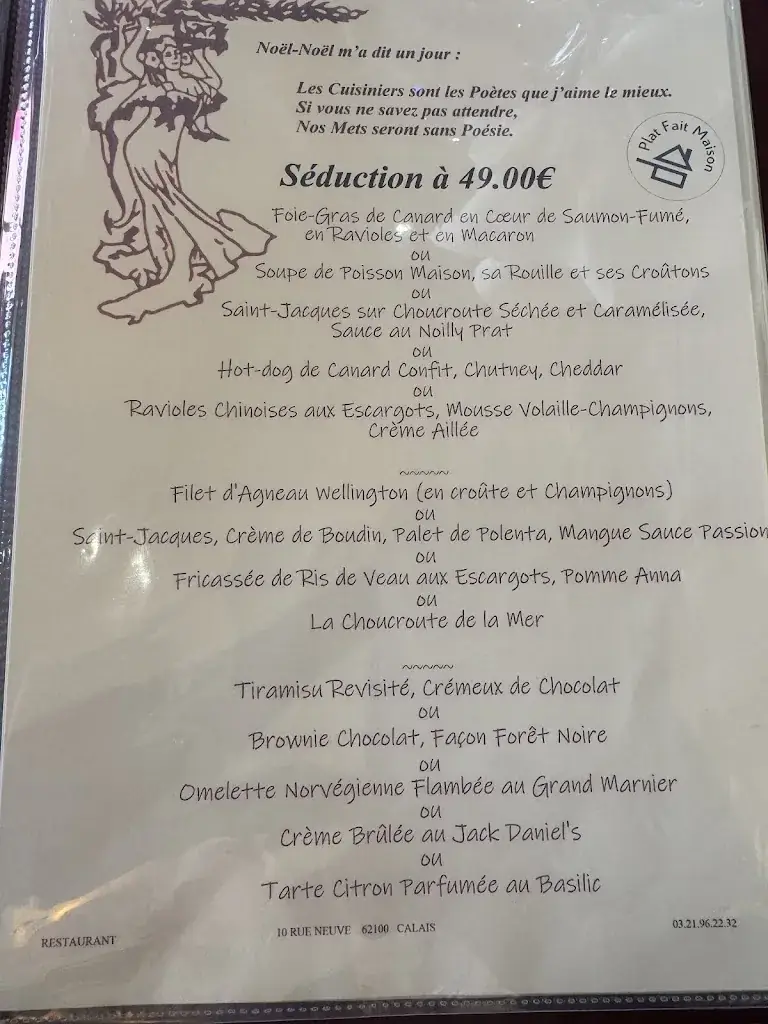 Noël-Noël m'a dit un jour :
Les Cuisiniers sont les Poètes que j'aime le mieux.
Si vous ne savez pas attendre,
Nos Mets seront sans Poésie.
Plat Fait Maison
Séduction à 49.00€
Foie-Gras de Canard en Cœur de Saumon-Fumé,
en Ravioles et en Macaron
ou
Soupe de Poisson Maison, sa Rouille et ses Croûtons
ou
Saint-Jacques sur Choucroute Séchée et Caramélisée,
Sauce au Noilly Prat
ou
Hot-dog de Canard Confit, Chutney, Cheddar
ou
Ravioles Chinoises aux Escargots, Mousse Volaille-Champignons,
Crème Aillée
~~~~~
Filet d'Agneau Wellington (en croûte et Champignons)
ou
Saint-Jacques, Crème de Boudin, Palet de Polenta, Mangue Sauce Passion
ou
Fricassée de Ris de Veau aux Escargots, Pomme Anna
ou
La Choucroute de la Mer
~~~~~
Tiramisu Revisité, Crémeux de Chocolat
ou
Brownie Chocolat, Façon Forêt Noire
ou
Omelette Norvégienne Flambée au Grand Marnier
ou
Crème Brûlée au Jack Daniel's
ou
Tarte Citron Parfumée au Basilic
RESTAURANT 10 RUE NEUVE 62100 CALAIS 03.21.96.22.32